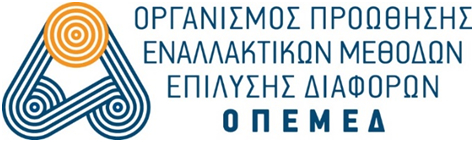 ΟΡΓΑΝΙΣΜΟΣ ΠΡΟΩΘΗΣΗΣ
ΕΝΑΛΛΑΚΤΙΚΩΝ ΜΕΘΟΔΩΝ
ΕΠΙΛΥΣΗΣ ΔΙΑΦΟΡΩΝ
ΟΠΕΜΕΔ